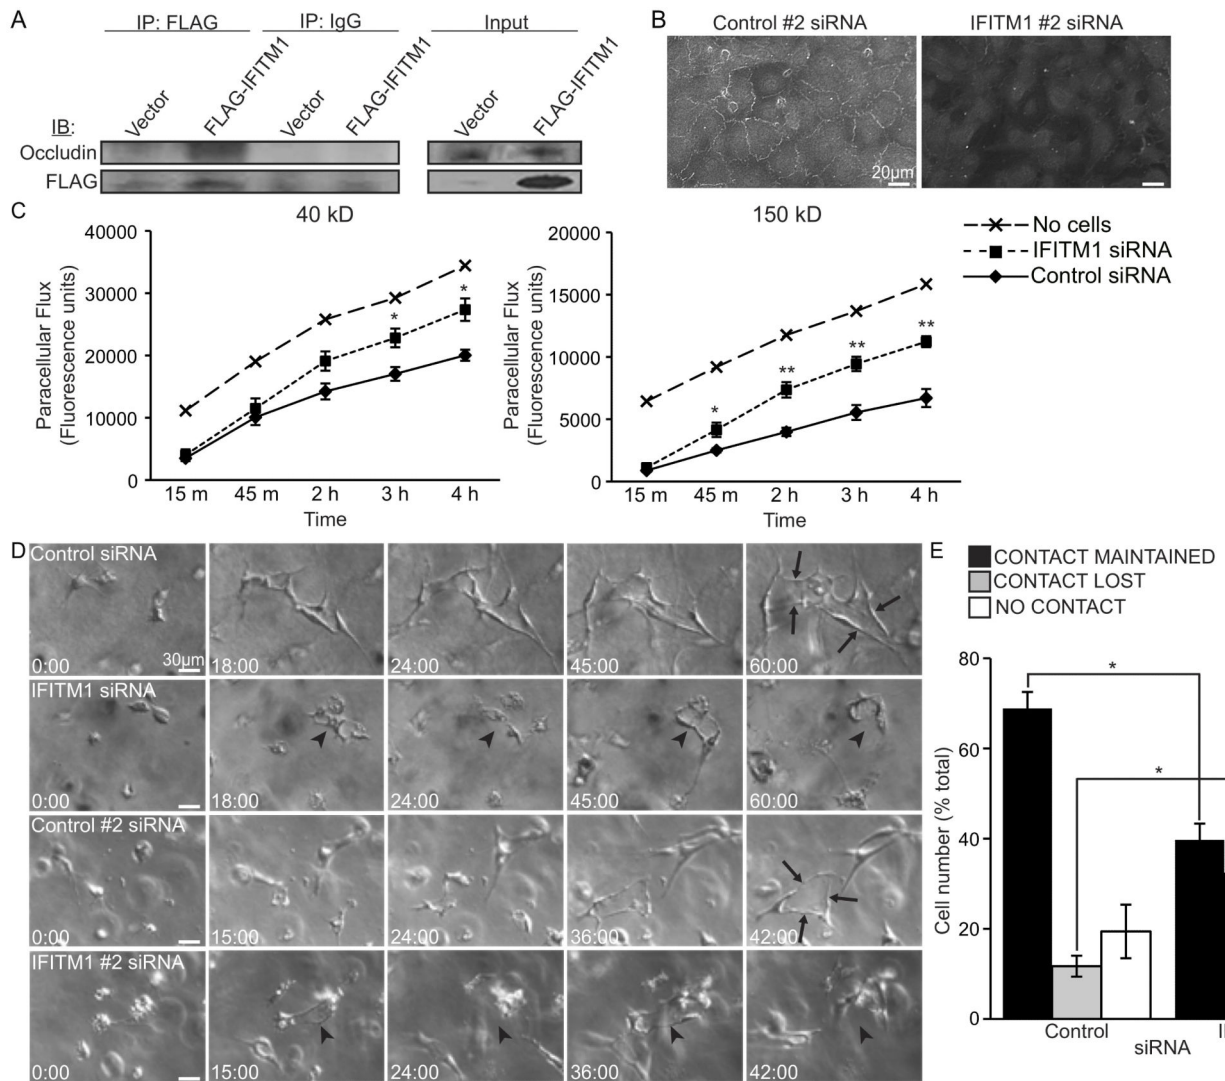 A
IP: FLAG IP: IgG Input
Vector FLAG-IFITM1 Vector FLAG-IFITM1 Vector FLAG-IFITM1
IB:
Occludin
FLAG
B
Control #2 siRNA IFITM1 #2 siRNA
20µm
C
40 kD
40000
30000
20000
10000
0
Paracellular Flux
(Fluorescence units)
* *
15 m 45 m 2 h 3 h 4 h
Time
150 kD
20000
15000
10000
5000
0
Paracellular Flux
(Fluorescence units)
* ** ** **
15 m 45 m 2 h 3 h 4 h
Time
No cells
IFITM1 siRNA
Control siRNA
D
Control siRNA
0:00 30µm 18:00 24:00 45:00 60:00
IFITM1 siRNA
0:00 18:00 24:00 45:00 60:00
Control #2 siRNA
0:00 15:00 24:00 36:00 42:00
IFITM1 #2 siRNA
0:00 15:00 24:00 36:00 42:00
E
CONTACT MAINTAINED
CONTACT LOST
NO CONTACT
80
60
40
20
0
Cell number (% total)
*
*
Control
siRNA